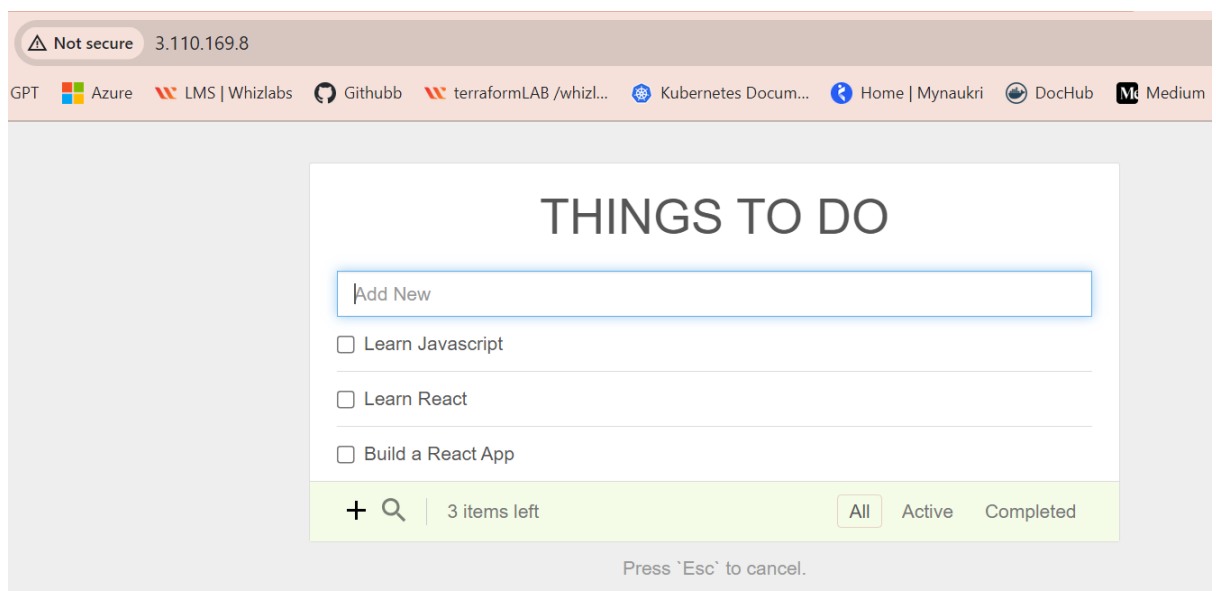 Not secure 3.110.169.8
GPT Azure LMS | Whizlabs Githubb terraformLAB /whizl... Kubernetes Docum... Home | Mynaukri DocHub Medium
THINGS TO DO
Add New
Learn Javascript
Learn React
Build a React App
3 items left All Active Completed
Press `Esc` to cancel.